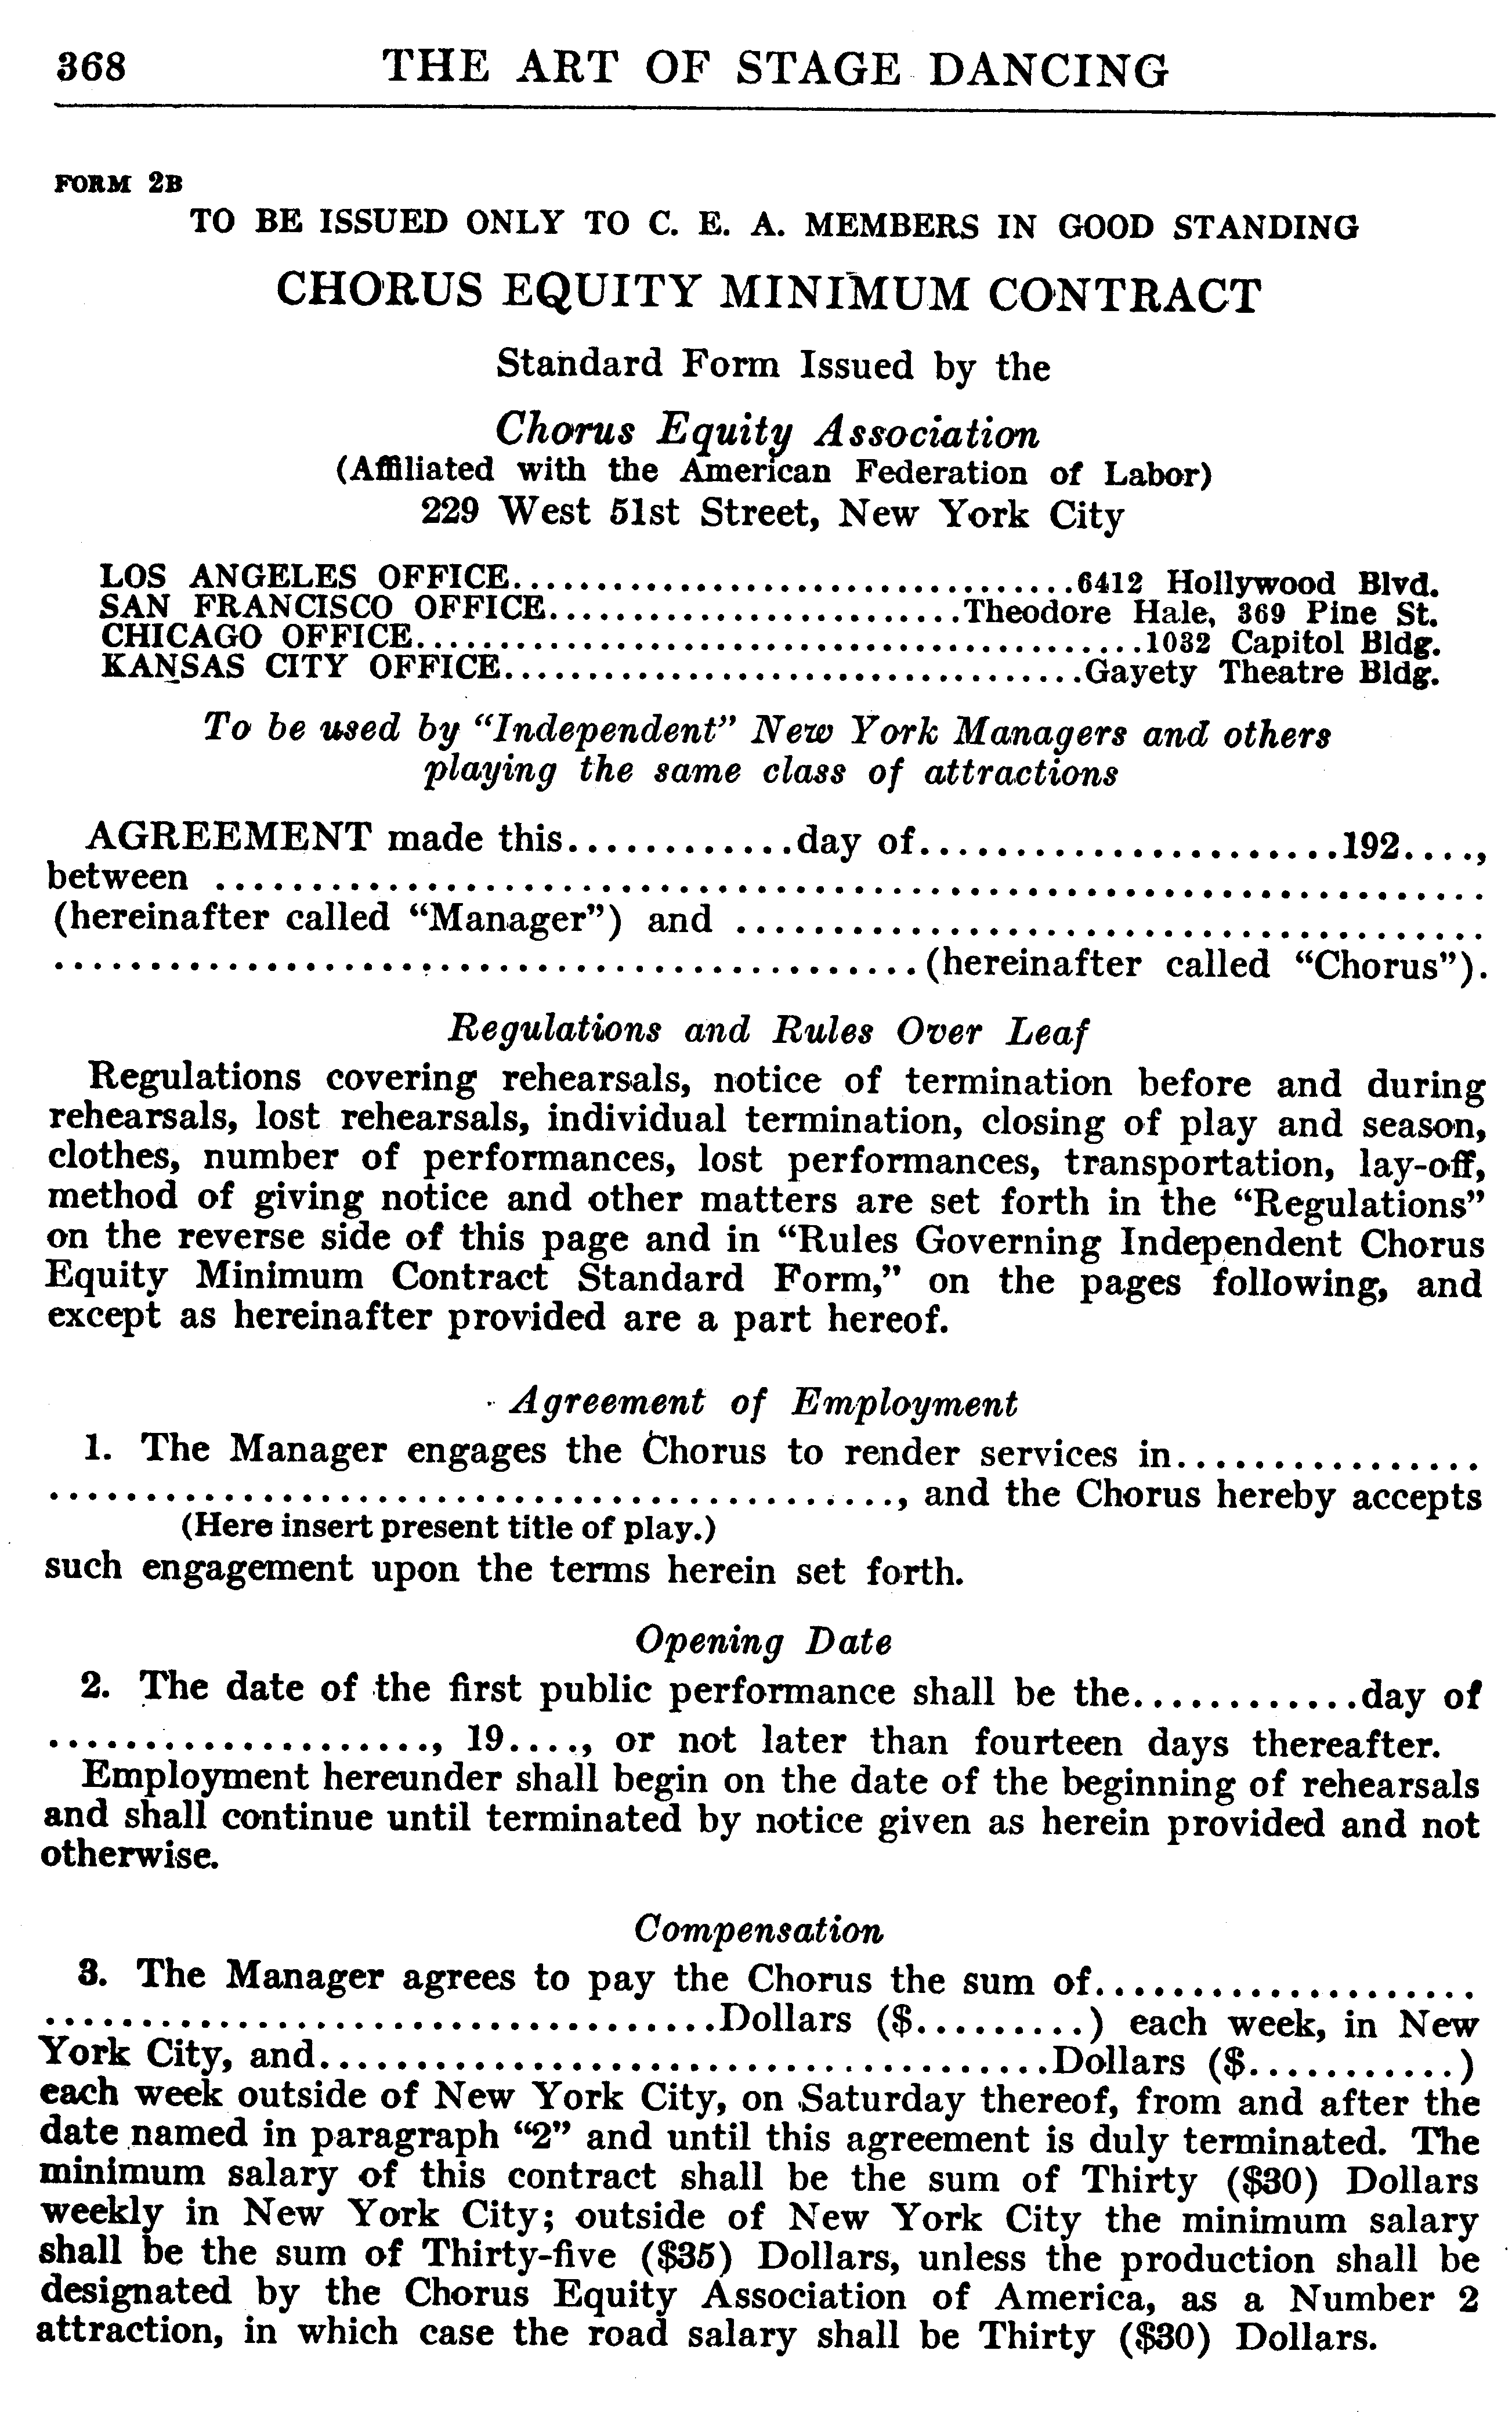 368 THE ART OF STAGE DANCING
FORM 2B
TO BE ISSUED ONLY TO C. E. A. MEMBERS IN GOOD STANDING
CHORUS EQUITY MINIMUM CONTRACT
Standard Form Issued by the
Chorus Equity Association
(Affiliated with the American Federation of Labor)
229 West 51st Street, New York City
LOS ANGELES OFFICE..................................6412 Hollywood Blvd.
SAN FRANCISCO OFFICE.........................Theodore Hale, 369 Pine St.
CHICAGO OFFICE............................................1032 Capitol Bldg.
KANSAS CITY OFFICE...................................Gayety Theatre Bldg.
To be used by "Independent" New York Managers and others
playing the same class of attractions
AGREEMENT made this............day of......................192....,
between ..................................................................
(hereinafter called "Manager") and .......................................
.............................................(hereinafter called "Chorus").
Regulations and Rules Over Leaf
Regulations covering rehearsals, notice of termination before and during
rehearsals, lost rehearsals, individual termination, closing of play and season,
clothes, number of performances, lost performances, transportation, lay-off,
method of giving notice and other matters are set forth in the "Regulations"
on the reverse side of this page and in "Rules Governing Independent Chorus
Equity Minimum Contract Standard Form," on the pages following, and
except as hereinafter provided are a part hereof.
Agreement of Employment
1. The Manager engages the Chorus to render services in................
............................................, and the Chorus hereby accepts
(Here insert present title of play.)
such engagement upon the terms herein set forth.
Opening Date
2. The date of the first public performance shall be the............day of
...................., 19...., or not later than fourteen days thereafter.
Employment hereunder shall begin on the date of the beginning of rehearsals
and shall continue until terminated by notice given as herein provided and not
otherwise.
Compensation
3. The Manager agrees to pay the Chorus the sum of....................
...................................Dollars ($.........) each week, in New
York City, and......................................Dollars ($...........)
each week outside of New York City, on Saturday thereof, from and after the
date named in paragraph "2" and until this agreement is duly terminated. The
minimum salary of this contract shall be the sum of Thirty ($30) Dollars
weekly in New York City; outside of New York City the minimum salary
shall be the sum of Thirty-five ($35) Dollars, unless the production shall be
designated by the Chorus Equity Association of America, as a Number 2
attraction, in which case the road salary shall be Thirty ($30) Dollars.